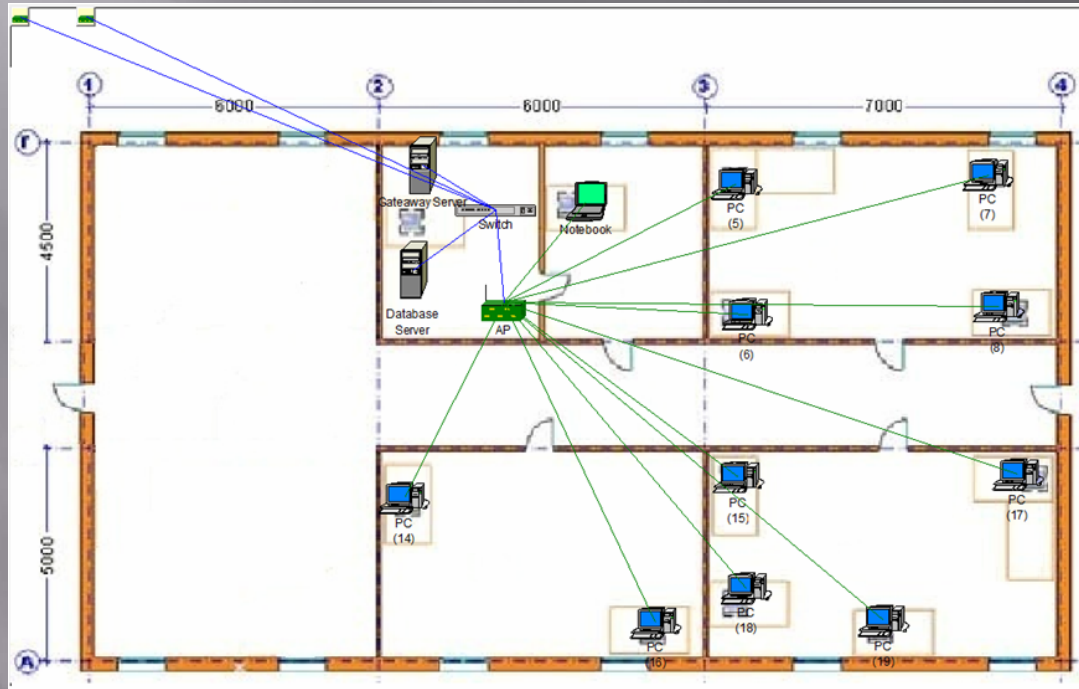 1
2
3
4
6000
7000
Г
4500
Gateaway Server
Switch
Notebook
PC
(5)
PC
(7)
Database
Server
AP
PC
(6)
PC
(8)
5000
PC
(14)
PC
(15)
PC
(17)
PC
(16)
PC
(18)
PC
(19)